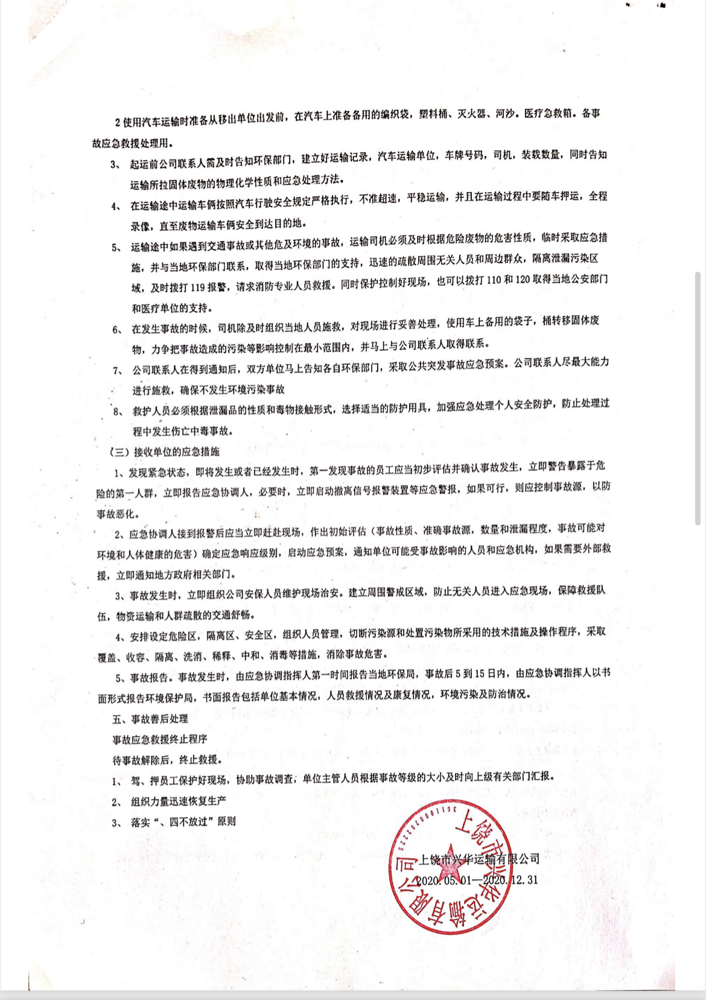 2 使用汽车运输时准备从移出单位出发前，在汽车上准备备用的编织袋，塑料桶、灭火器、河沙。医疗急救箱。备事
故应急救援处理用。
3、 起运前公司联系人需及时告知环保部门，建立好运输记录，汽车运输单位，车牌号码，司机，装载数量，同时告知
运输所拉固体废物的物理化学性质和应急处理方法。
4、 在运输途中运输车俩按照汽车行驶安全规定严格执行，不准超速，平稳运输，并且在运输过程中要随车押运，全程
录像，直至废物运输车俩安全到达目的地。
5、 运输途中如果遇到交通事故或其他危及环境的事故，运输司机必须及时根据危险废物的危害性质，临时采取应急措
施，并与当地环保部门联系，取得当地环保部门的支持，迅速的疏散周围无关人员和周边群众，隔离泄漏污染区
域，及时拨打 119 报警，请求消防专业人员救援。同时保护控制好现场，也可以拨打 110 和 120 取得当地公安部门
和医疗单位的支持。
6、 在发生事故的时候，司机除及时组织当地人员施救，对现场进行妥善处理，使用车上备用的袋子，桶转移固体废
物，力争把事故造成的污染等影响控制在最小范围内，并马上与公司联系人取得联系。
7、 公司联系人在得到通知后，双方单位马上告知各自环保部门，采取公共突发事故应急预案。公司联系人尽最大能力
进行施救，确保不发生环境污染事故
8、 救护人员必须根据泄漏品的性质和毒物接触形式，选择适当的防护用具，加强应急处理个人安全防护，防止处理过
程中发生伤亡中毒事故。
（三）接收单位的应急措施
1、发现紧急状态，即将发生或者已经发生时，第一发现事故的员工应当初步评估并确认事故发生，立即警告暴露于危
险的第一人群，立即报告应急协调人，必要时，立即启动撤离信号报警装置等应急警报，如果可行，则应控制事故源，以防
事故恶化。
2、应急协调人接到报警后应当立即赶赴现场，作出初始评估（事故性质、准确事故源，数量和泄漏程度，事故可能对
环境和人体健康的危害）确定应急响应级别，启动应急预案，通知单位可能受事故影响的人员和应急机构，如果需要外部救
援，立即通知地方政府相关部门。
3、事故发生时，立即组织公司安保人员维护现场治安。建立周围警戒区域，防止无关人员进入应急现场，保障救援队
伍，物资运输和人群疏散的交通舒畅。
4、安排设定危险区，隔离区、安全区，组织人员管理，切断污染源和处置污染物所采用的技术措施及操作程序，采取
覆盖、收容、隔离、洗消、稀释、中和、消毒等措施，消除事故危害。
5、事故报告。事故发生时，由应急协调指挥人第一时间报告当地环保局，事故后 5 到 15 日内，由应急协调指挥人以书
面形式报告环境保护局，书面报告包括单位基本情况，人员救援情况及康复情况，环境污染及防治情况。
五、事故善后处理
事故应急救援终止程序
待事故解除后，终止救援。
1、 驾、押员工保护好现场，协助事故调查；单位主管人员根据事故等级的大小及时向上级有关部门汇报。
2、 组织力量迅速恢复生产
3、 落实“、四不放过”原则
上饶市兴华运输有限公司
2020.05.01—2020.12.31
上饶市兴华运输有限公司
3611000202225